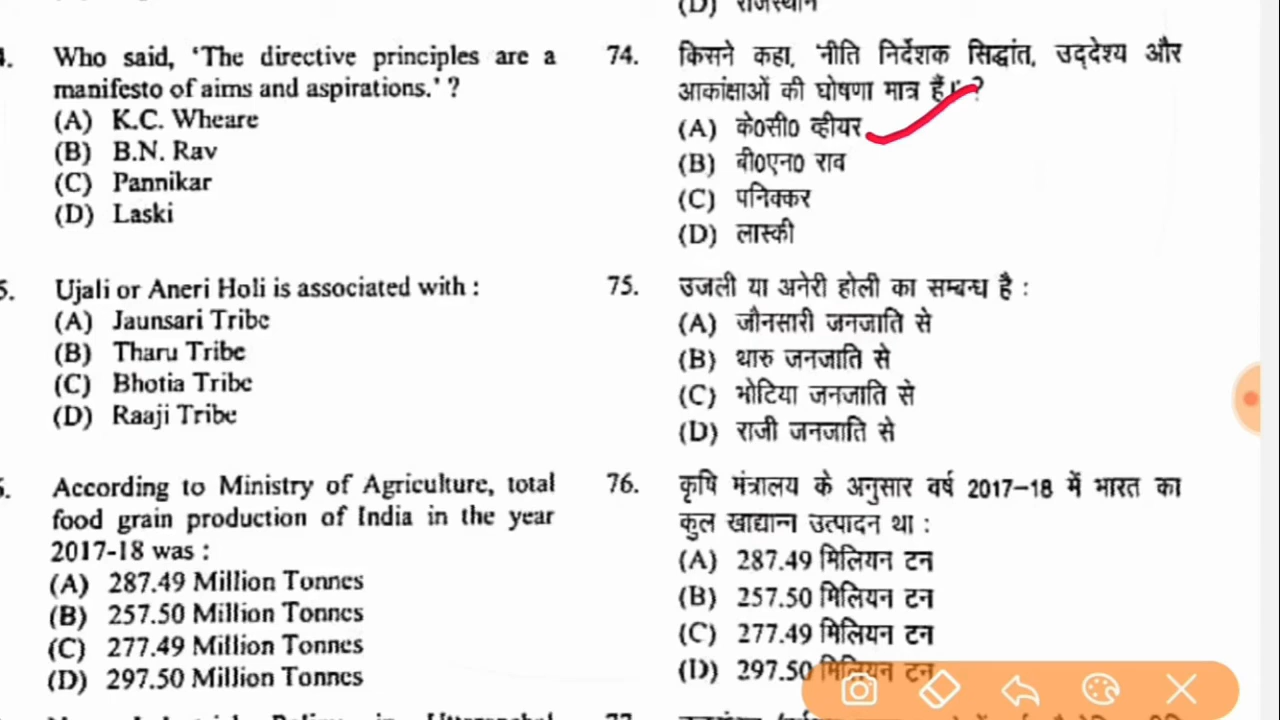 Who said, 'The directive principles are a
manifesto of aims and aspirations.' ?
(A) K.C. Wheare
(B) B.N. Rav
(C) Pannikar
(D) Laski
Ujali or Aneri Holi is associated with :
(A) Jaunsari Tribe
(B) Tharu Tribe
(C) Bhotia Tribe
(D) Raaji Tribe
According to Ministry of Agriculture, total
food grain production of India in the year
2017-18 was :
(A) 287.49 Million Tonnes
(B) 257.50 Million Tonnes
(C) 277.49 Million Tonnes
(D) 297.50 Million Tonnes
(D) राजस्थान
74. किसने कहा, 'नीति निर्देशक सिद्धांत, उद्देश्य और
आकांक्षाओं की घोषणा मात्र हैं।' ?
(A) के0सी0 व्हीयर
(B) बी0एन0 राव
(C) पनिक्कर
(D) लास्की
75. उजली या अनेरी होली का सम्बन्ध है :
(A) जौनसारी जनजाति से
(B) थारु जनजाति से
(C) भोटिया जनजाति से
(D) राजी जनजाति से
76. कृषि मंत्रालय के अनुसार वर्ष 2017-18 में भारत का
कुल खाद्यान्न उत्पादन था :
(A) 287.49 मिलियन टन
(B) 257.50 मिलियन टन
(C) 277.49 मिलियन टन
(D) 297.50 मिलियन टन